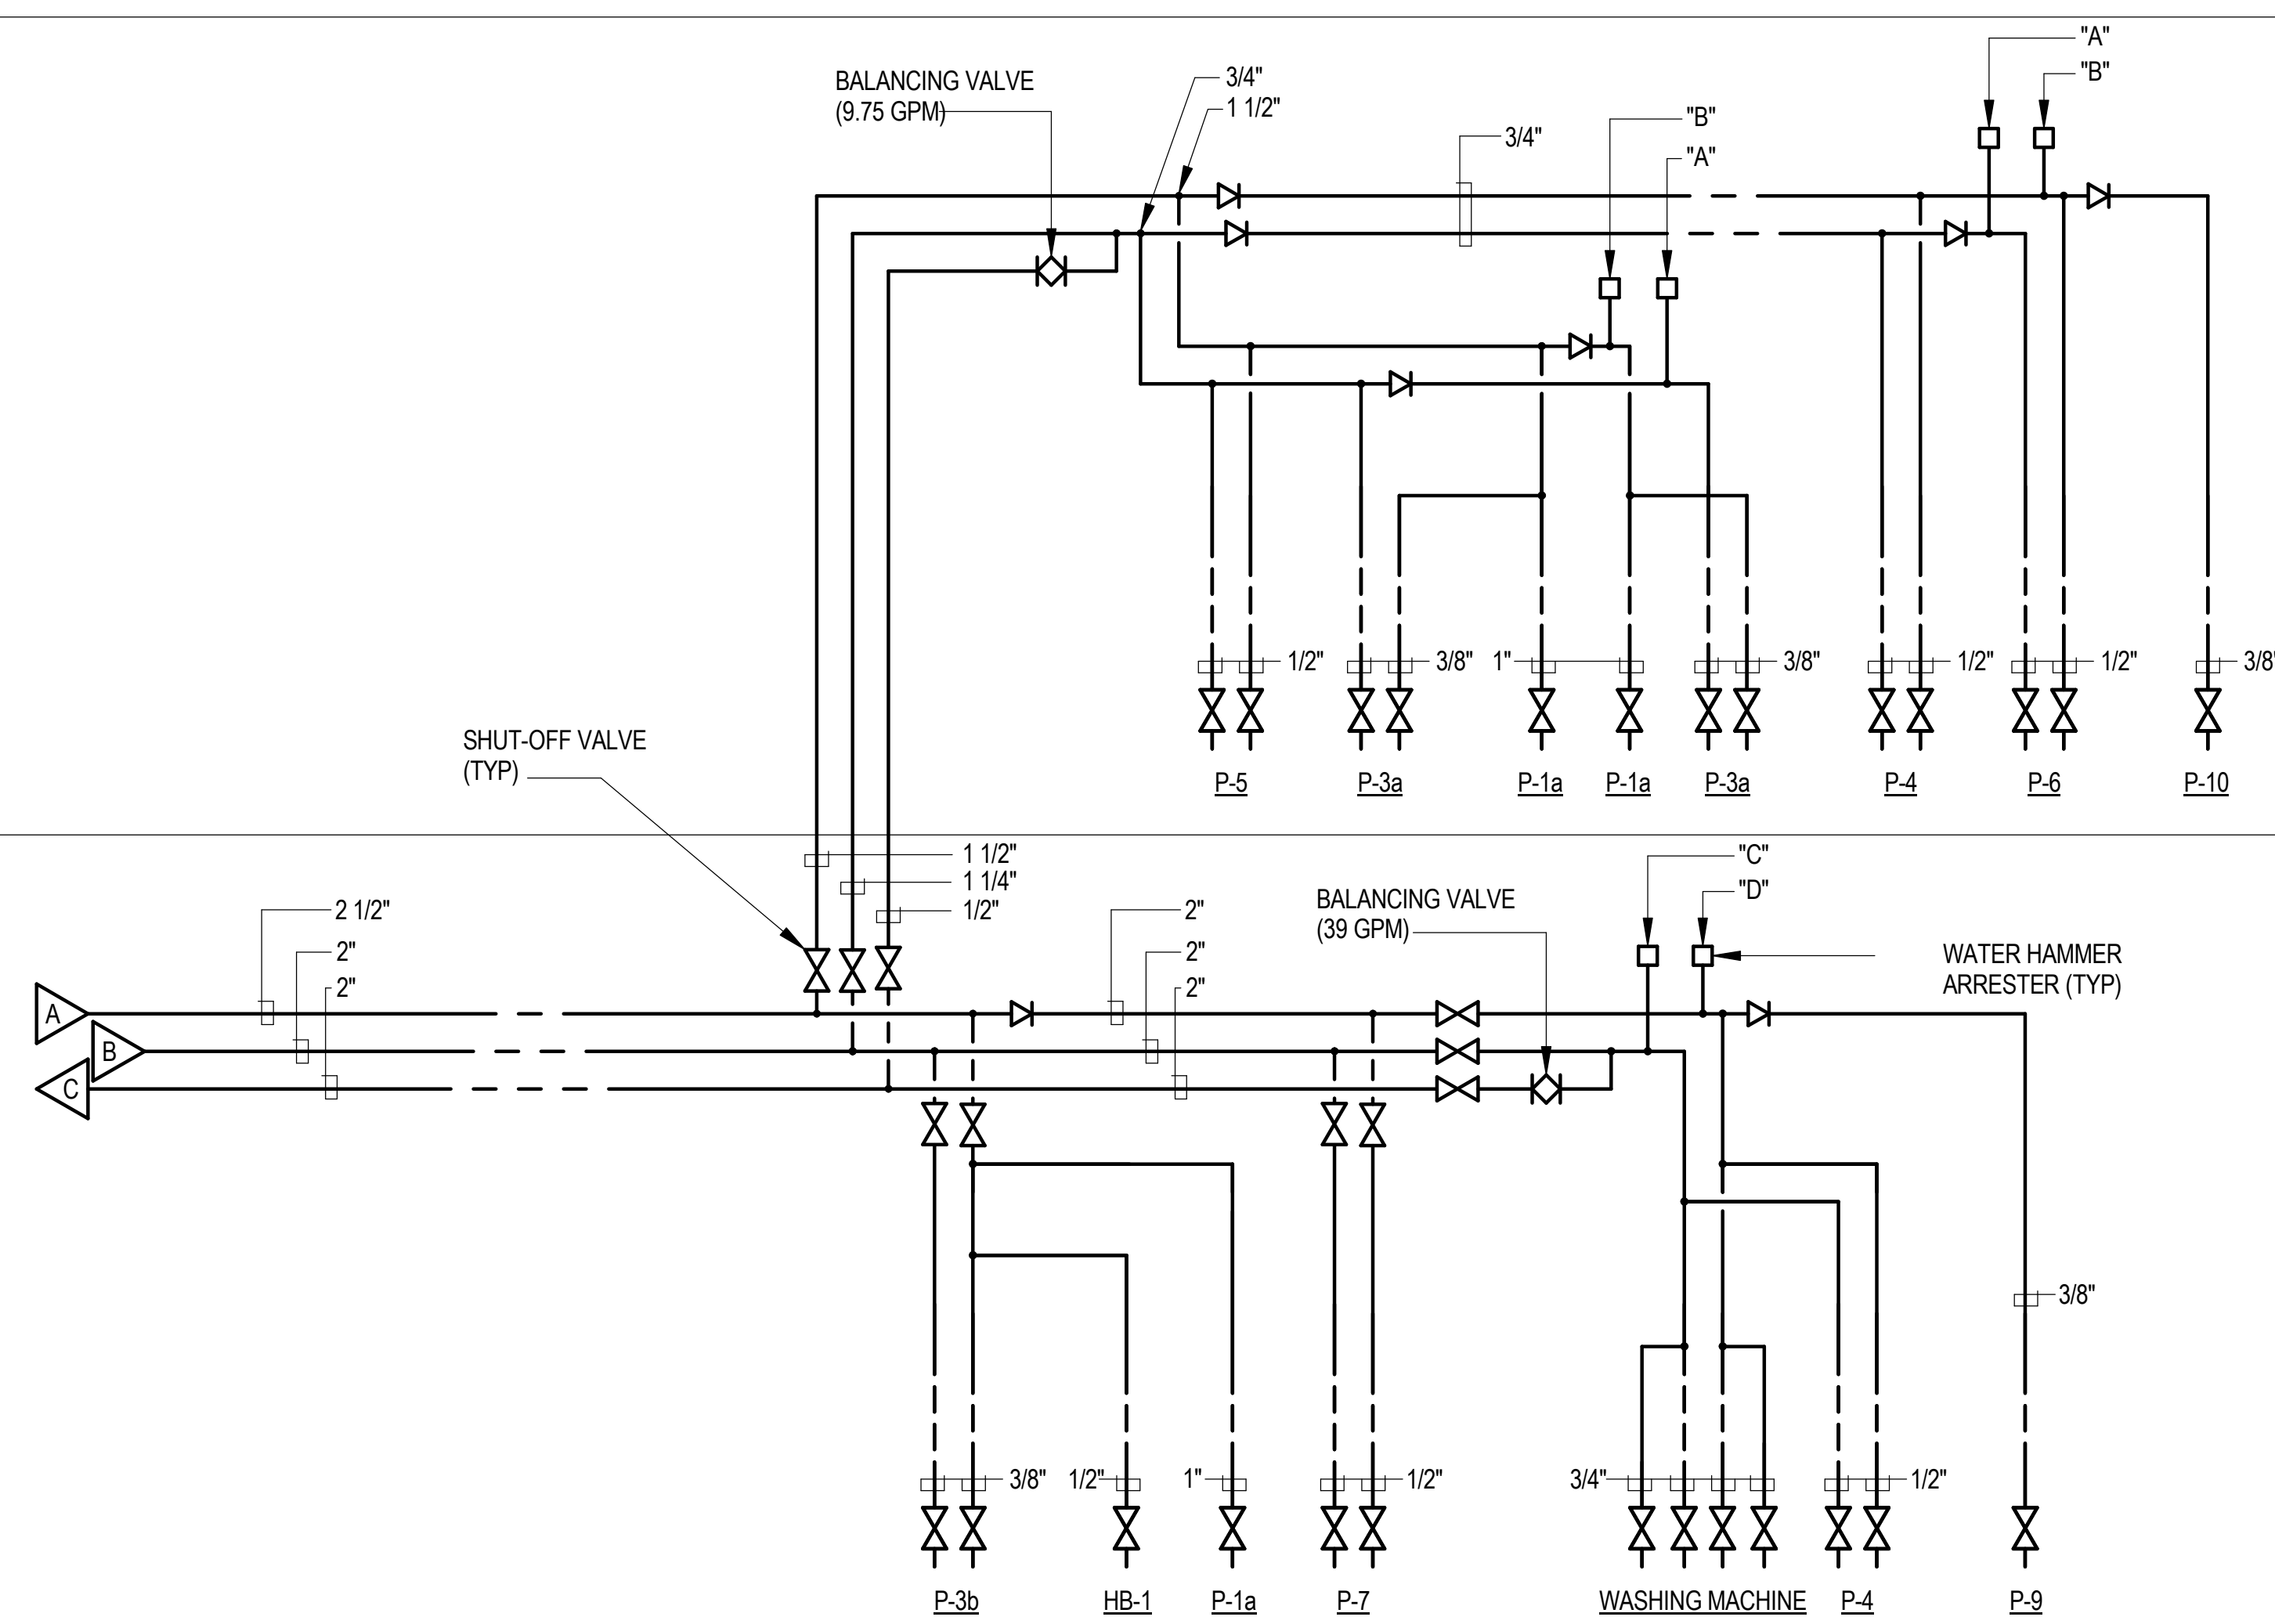 "A"
"B"
BALANCING VALVE
(9.75 GPM)
3/4"
1 1/2"
3/4"
"B"
"A"
1/2"
3/8"
1"
3/8"
1/2"
1/2"
3/8"
P-5
P-3a
P-1a
P-1a
P-3a
P-4
P-6
P-10
SHUT-OFF VALVE
(TYP)
1 1/2"
1 1/4"
1/2"
2 1/2"
2"
2"
2"
2"
2"
BALANCING VALVE
(39 GPM)
"C"
"D"
WATER HAMMER
ARRESTER (TYP)
A
B
C
3/8"
3/8"
1/2"
1"
1/2"
3/4"
1/2"
P-3b
HB-1
P-1a
P-7
WASHING MACHINE
P-4
P-9